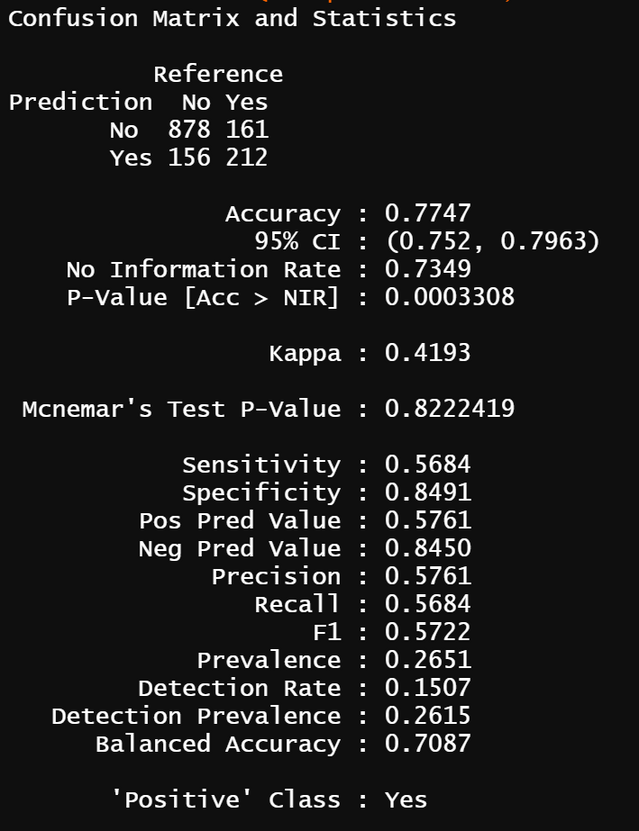 Confusion Matrix and Statistics
Reference
Prediction No Yes
No 878 161
Yes 156 212
Accuracy : 0.7747
95% CI : (0.752, 0.7963)
No Information Rate : 0.7349
P-Value [Acc > NIR] : 0.0003308
Kappa : 0.4193
Mcnemar's Test P-Value : 0.8222419
Sensitivity : 0.5684
Specificity : 0.8491
Pos Pred Value : 0.5761
Neg Pred Value : 0.8450
Precision : 0.5761
Recall : 0.5684
F1 : 0.5722
Prevalence : 0.2651
Detection Rate : 0.1507
Detection Prevalence : 0.2615
Balanced Accuracy : 0.7087
'Positive' Class : Yes